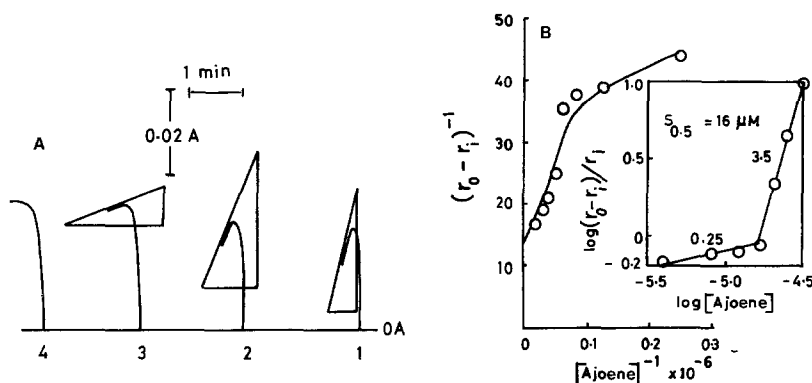 A
1 min
0·02 A
0A
4 3 2 1
B
(r₀ – rᵢ)⁻¹
50
40
30
20
10
0
0 0·1 0·2 0·3
[Ajoene]⁻¹ x10⁻⁶
log(r₀–rᵢ)/rᵢ
1.0
0.5
0
- 0·2
S₀.₅ = 16 µM
3.5
0.25
-5.5 -5.0 -4.5
log[Ajoene]